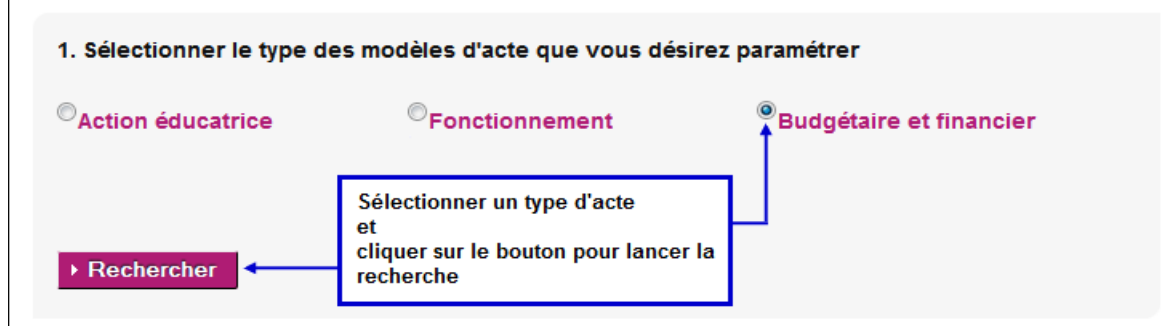 1. Sélectionner le type des modèles d'acte que vous désirez paramétrer
Action éducatrice
Fonctionnement
Budgétaire et financier
Sélectionner un type d'acte
et
cliquer sur le bouton pour lancer la
recherche
Rechercher